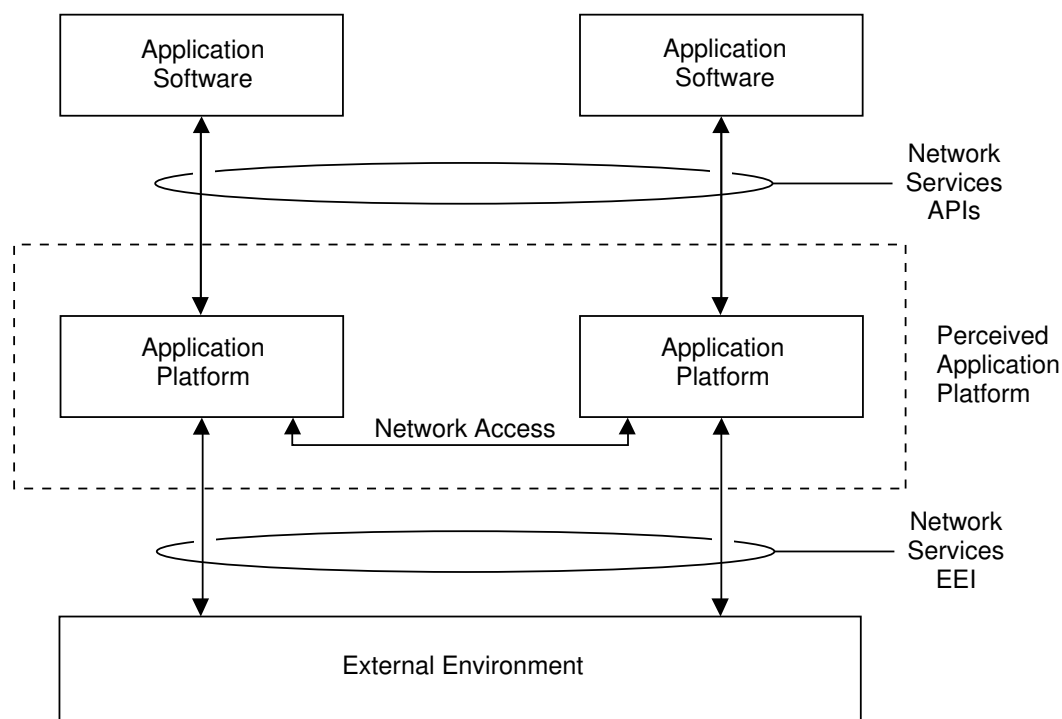 Application
Software
Application
Software
Network
Services
APIs
Application
Platform
Application
Platform
Perceived
Application
Platform
Network Access
Network
Services
EEI
External Environment